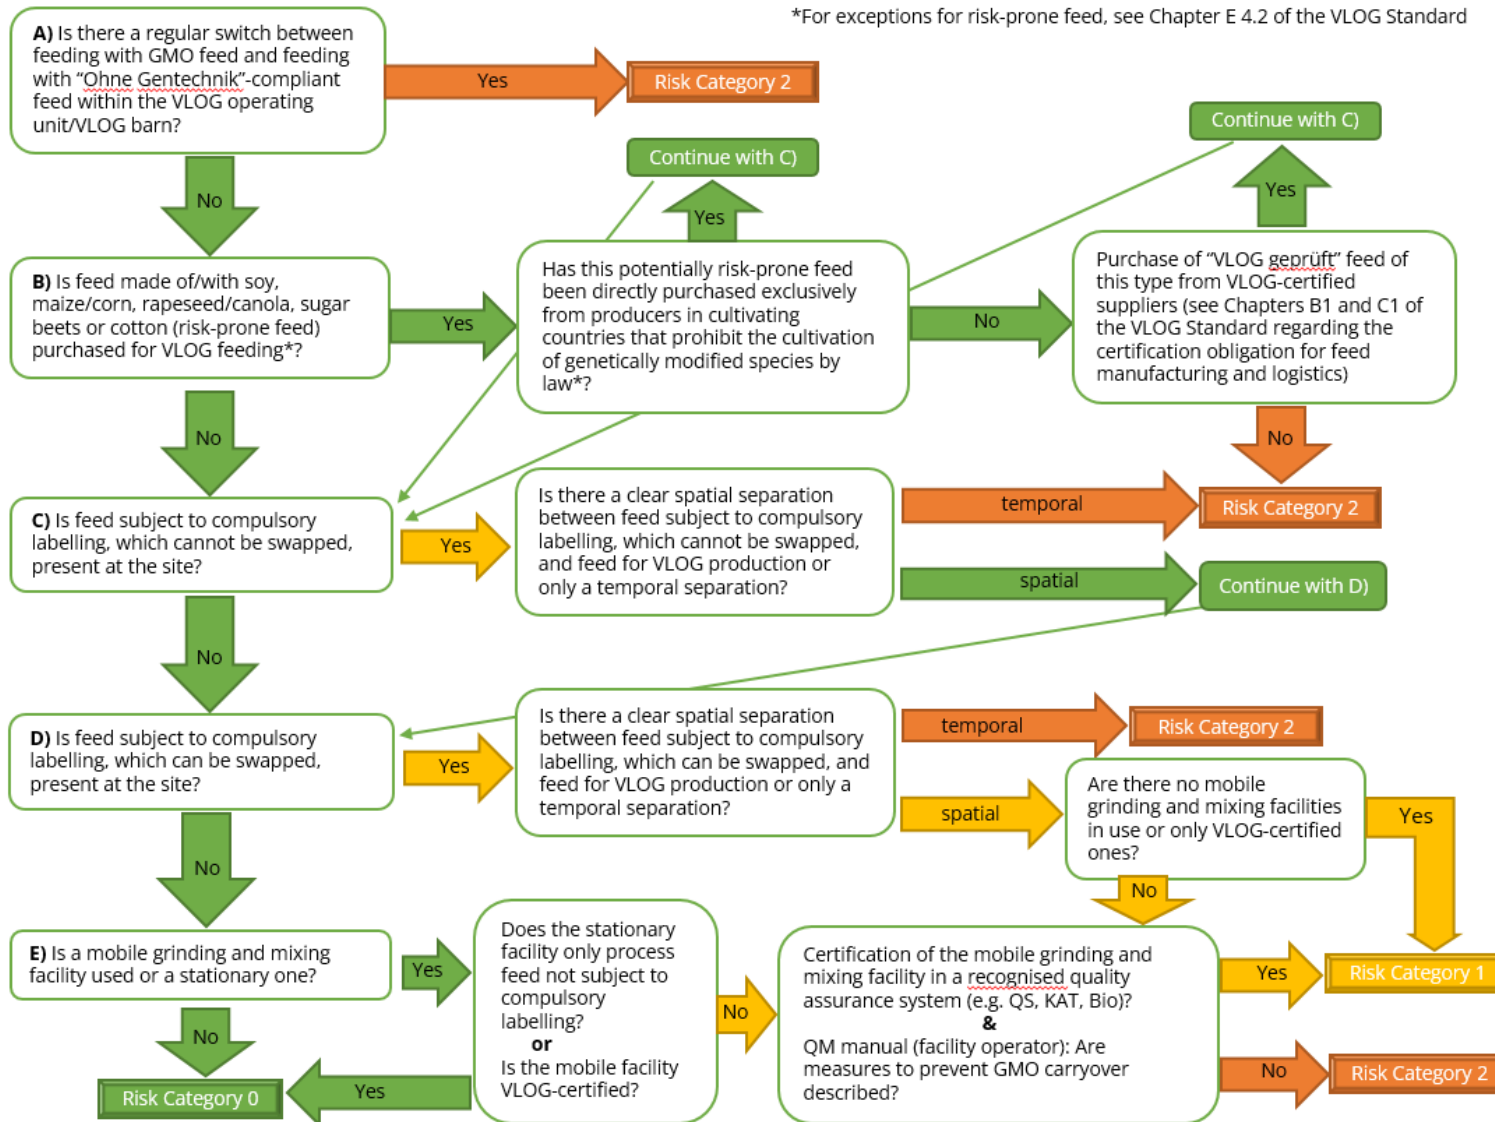 *For exceptions for risk-prone feed, see Chapter E 4.2 of the VLOG Standard
A) Is there a regular switch between
feeding with GMO feed and feeding
with “Ohne Gentechnik”-compliant
feed within the VLOG operating
unit/VLOG barn?
Yes
Risk Category 2
No
Continue with C)
Yes
Continue with C)
Yes
B) Is feed made of/with soy,
maize/corn, rapeseed/canola, sugar
beets or cotton (risk-prone feed)
purchased for VLOG feeding*?
Yes
Has this potentially risk-prone feed
been directly purchased exclusively
from producers in cultivating
countries that prohibit the cultivation
of genetically modified species by
law*?
No
Purchase of “VLOG geprüft” feed of
this type from VLOG-certified
suppliers (see Chapters B1 and C1 of
the VLOG Standard regarding the
certification obligation for feed
manufacturing and logistics)
No
No
Risk Category 2
C) Is feed subject to compulsory
labelling, which cannot be swapped,
present at the site?
Yes
Is there a clear spatial separation
between feed subject to compulsory
labelling, which cannot be swapped,
and feed for VLOG production or
only a temporal separation?
temporal
spatial
Continue with D)
No
D) Is feed subject to compulsory
labelling, which can be swapped,
present at the site?
Yes
Is there a clear spatial separation
between feed subject to compulsory
labelling, which can be swapped, and
feed for VLOG production or only a
temporal separation?
temporal
Risk Category 2
spatial
Are there no mobile
grinding and mixing facilities
in use or only VLOG-certified
ones?
Yes
No
No
E) Is a mobile grinding and mixing
facility used or a stationary one?
Yes
Does the stationary
facility only process
feed not subject to
compulsory
labelling?
or
Is the mobile facility
VLOG-certified?
No
Certification of the mobile grinding and
mixing facility in a recognised quality
assurance system (e.g. QS, KAT, Bio)?
&
QM manual (facility operator): Are
measures to prevent GMO carryover
described?
Yes
Risk Category 1
No
Risk Category 2
No
Yes
Risk Category 0